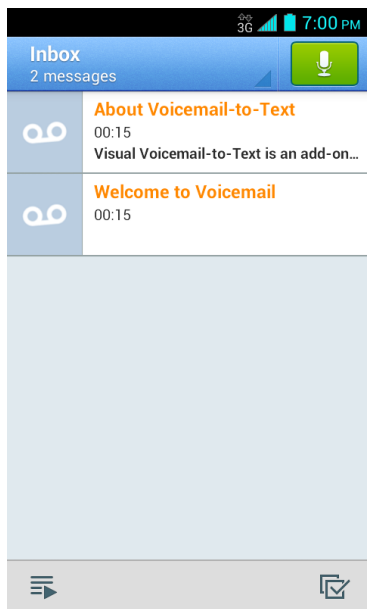 3G 7:00 PM
Inbox
2 messages
About Voicemail-to-Text
00:15
Visual Voicemail-to-Text is an add-on...
Welcome to Voicemail
00:15